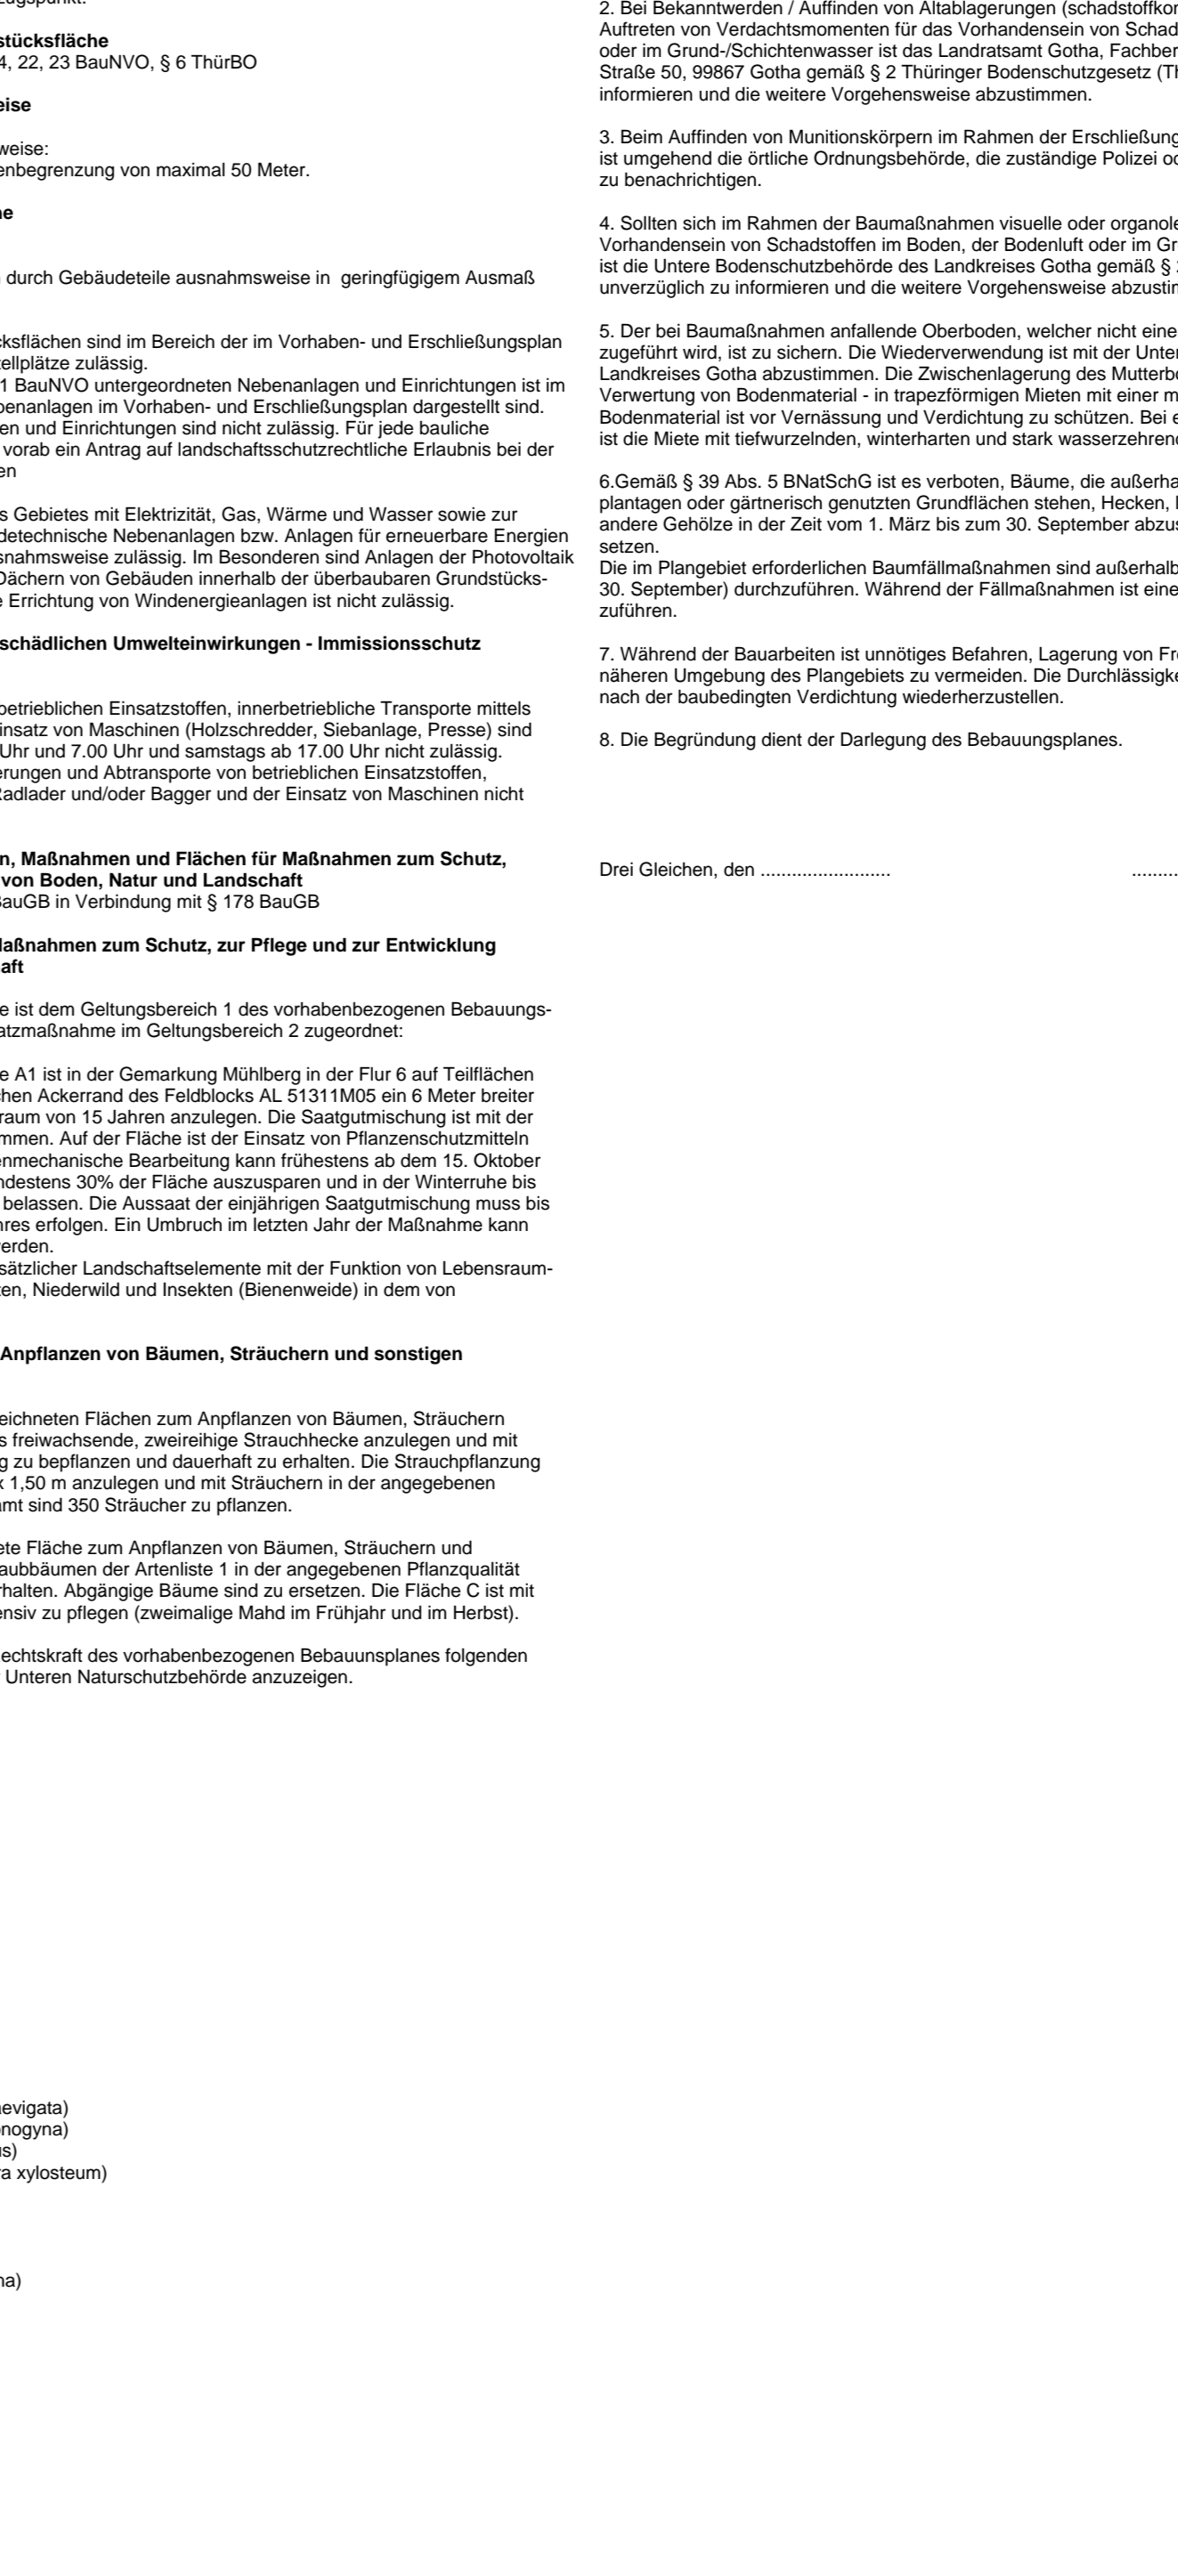 stücksfläche
4, 22, 23 BauNVO, § 6 ThürBO
eise
weise:
enbegrenzung von maximal 50 Meter.
he
durch Gebäudeteile ausnahmsweise in  geringfügigem Ausmaß
ksflächen sind im Bereich der im Vorhaben- und Erschließungsplan
ellplätze zulässig.
1 BauNVO untergeordneten Nebenanlagen und Einrichtungen ist im
benanlagen im Vorhaben- und Erschließungsplan dargestellt sind.
en und Einrichtungen sind nicht zulässig. Für jede bauliche
vorab ein Antrag auf landschaftsschutzrechtliche Erlaubnis bei der
en
s Gebietes mit Elektrizität, Gas, Wärme und Wasser sowie zur
detechnische Nebenanlagen bzw. Anlagen für erneuerbare Energien
snahmsweise zulässig. Im Besonderen sind Anlagen der Photovoltaik
Dächern von Gebäuden innerhalb der überbaubaren Grundstücks-
e Errichtung von Windenergieanlagen ist nicht zulässig.
schädlichen Umwelteinwirkungen - Immissionsschutz
betrieblichen Einsatzstoffen, innerbetriebliche Transporte mittels
insatz von Maschinen (Holzschredder, Siebanlage, Presse) sind
Uhr und 7.00 Uhr und samstags ab 17.00 Uhr nicht zulässig.
erungen und Abtransporte von betrieblichen Einsatzstoffen,
Radlader und/oder Bagger und der Einsatz von Maschinen nicht
n, Maßnahmen und Flächen für Maßnahmen zum Schutz,
von Boden, Natur und Landschaft
BauGB in Verbindung mit § 178 BauGB
Maßnahmen zum Schutz, zur Pflege und zur Entwicklung
aft
e ist dem Geltungsbereich 1 des vorhabenbezogenen Bebauungs-
atzmaßnahme im Geltungsbereich 2 zugeordnet:
e A1 ist in der Gemarkung Mühlberg in der Flur 6 auf Teilflächen
chen Ackerrand des Feldblocks AL 51311M05 ein 6 Meter breiter
raum von 15 Jahren anzulegen. Die Saatgutmischung ist mit der
mmen. Auf der Fläche ist der Einsatz von Pflanzenschutzmitteln
enmechanische Bearbeitung kann frühestens ab dem 15. Oktober
ndestens 30% der Fläche auszusparen und in der Winterruhe bis
belassen. Die Aussaat der einjährigen Saatgutmischung muss bis
hres erfolgen. Ein Umbruch im letzten Jahr der Maßnahme kann
werden.
sätzlicher Landschaftselemente mit der Funktion von Lebensraum-
ten, Niederwild und Insekten (Bienenweide) in dem von
Anpflanzen von Bäumen, Sträuchern und sonstigen
eichneten Flächen zum Anpflanzen von Bäumen, Sträuchern
s freiwachsende, zweireihige Strauchhecke anzulegen und mit
g zu bepflanzen und dauerhaft zu erhalten. Die Strauchpflanzung
x 1,50 m anzulegen und mit Sträuchern in der angegebenen
amt sind 350 Sträucher zu pflanzen.
ete Fläche zum Anpflanzen von Bäumen, Sträuchern und
aubbäumen der Artenliste 1 in der angegebenen Pflanzqualität
rhalten. Abgängige Bäume sind zu ersetzen. Die Fläche C ist mit
ensiv zu pflegen (zweimalige Mahd im Frühjahr und im Herbst).
echtskraft des vorhabenbezogenen Bebauunsplanes folgenden
Unteren Naturschutzbehörde anzuzeigen.
aevigata)
onogyna)
us)
ra xylosteum)
na)
2. Bei Bekanntwerden / Auffinden von Altablagerungen (schadstoffkon
Auftreten von Verdachtsmomenten für das Vorhandensein von Schad
oder im Grund-/Schichtenwasser ist das Landratsamt Gotha, Fachber
Straße 50, 99867 Gotha gemäß § 2 Thüringer Bodenschutzgesetz (Th
informieren und die weitere Vorgehensweise abzustimmen.
3. Beim Auffinden von Munitionskörpern im Rahmen der Erschließung
ist umgehend die örtliche Ordnungsbehörde, die zuständige Polizei od
zu benachrichtigen.
4. Sollten sich im Rahmen der Baumaßnahmen visuelle oder organole
Vorhandensein von Schadstoffen im Boden, der Bodenluft oder im Gr
ist die Untere Bodenschutzbehörde des Landkreises Gotha gemäß §
unverzüglich zu informieren und die weitere Vorgehensweise abzustim
5. Der bei Baumaßnahmen anfallende Oberboden, welcher nicht eine
zugeführt wird, ist zu sichern. Die Wiederverwendung ist mit der Unter
Landkreises Gotha abzustimmen. Die Zwischenlagerung des Mutterbo
Verwertung von Bodenmaterial - in trapezförmigen Mieten mit einer m
Bodenmaterial ist vor Vernässung und Verdichtung zu schützen. Bei e
ist die Miete mit tiefwurzelnden, winterharten und stark wasserzehrend
6.Gemäß § 39 Abs. 5 BNatSchG ist es verboten, Bäume, die außerha
plantagen oder gärtnerisch genutzten Grundflächen stehen, Hecken, l
andere Gehölze in der Zeit vom 1. März bis zum 30. September abzus
setzen.
Die im Plangebiet erforderlichen Baumfällmaßnahmen sind außerhalb
30. September) durchzuführen. Während der Fällmaßnahmen ist eine
zuführen.
7. Während der Bauarbeiten ist unnötiges Befahren, Lagerung von Fre
näheren Umgebung des Plangebiets zu vermeiden. Die Durchlässigke
nach der baubedingten Verdichtung wiederherzustellen.
8. Die Begründung dient der Darlegung des Bebauungsplanes.
Drei Gleichen, den ......................... .........